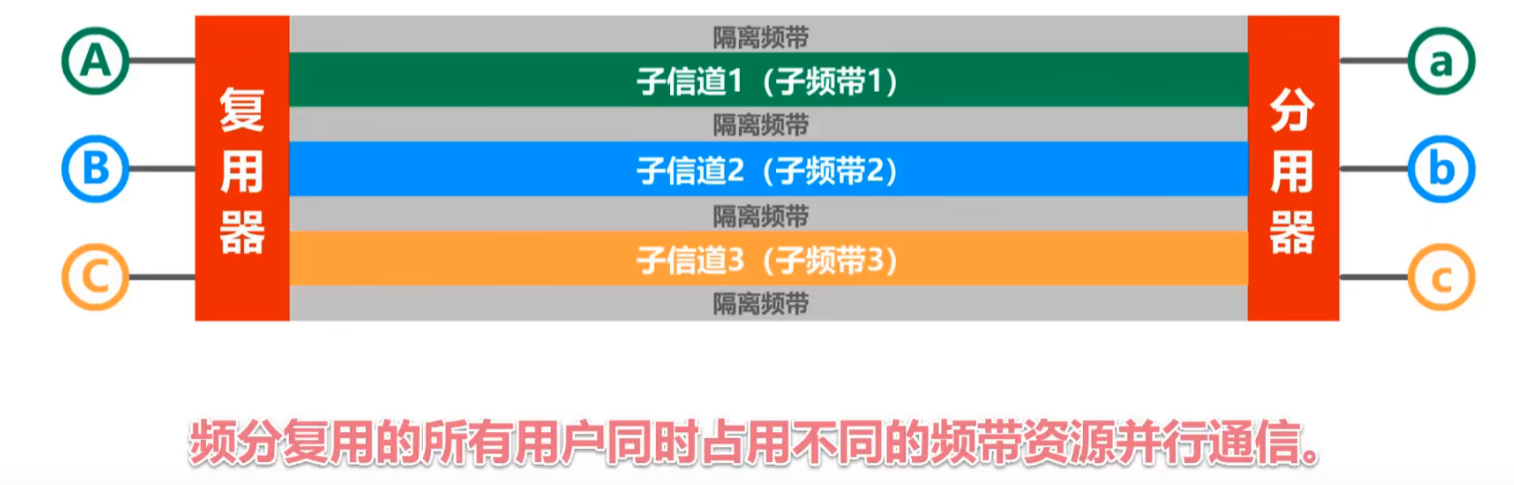 隔离频带
A
子信道1（子频带1）
a
复用器
分用器
隔离频带
B
子信道2（子频带2）
b
隔离频带
C
子信道3（子频带3）
c
隔离频带
频分复用的所有用户同时占用不同的频带资源并行通信。